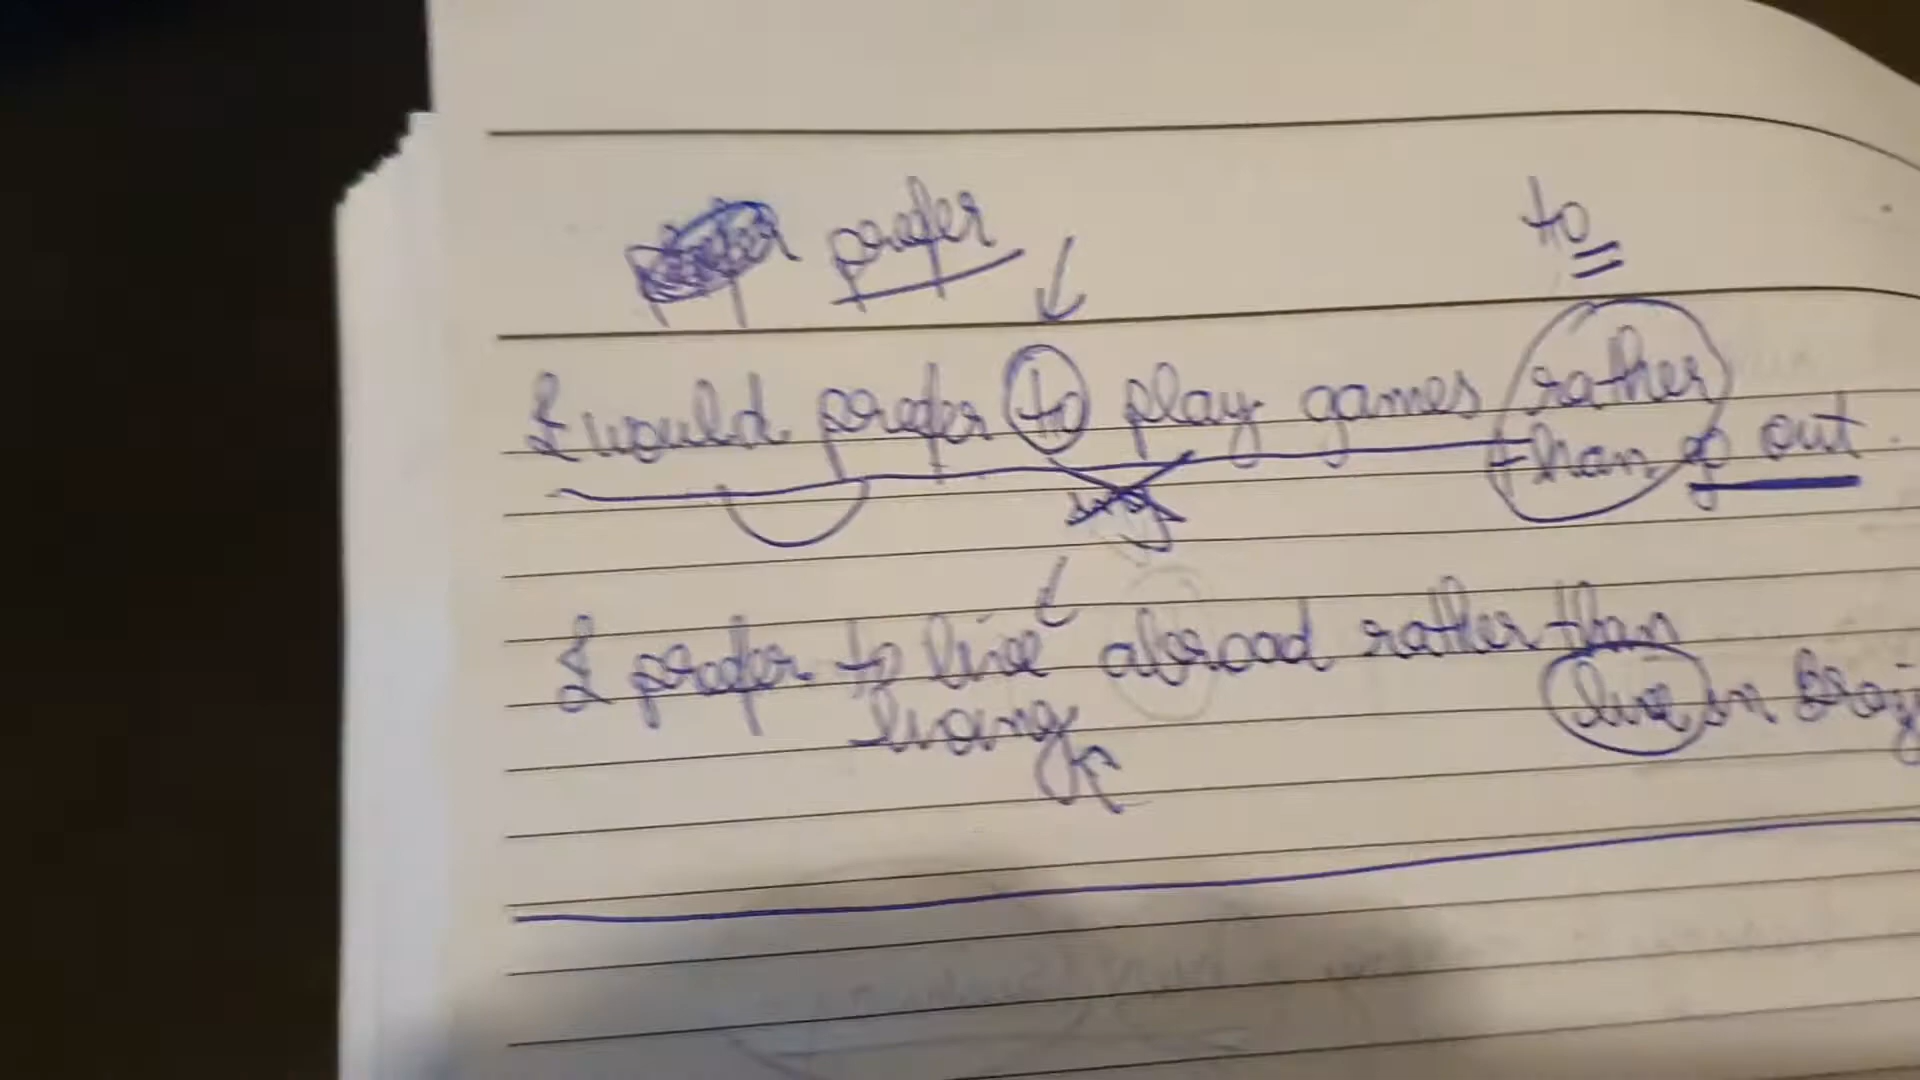 prefer to
I would prefer to play games rather
than go out.
I prefer to live abroad rather than
living live in